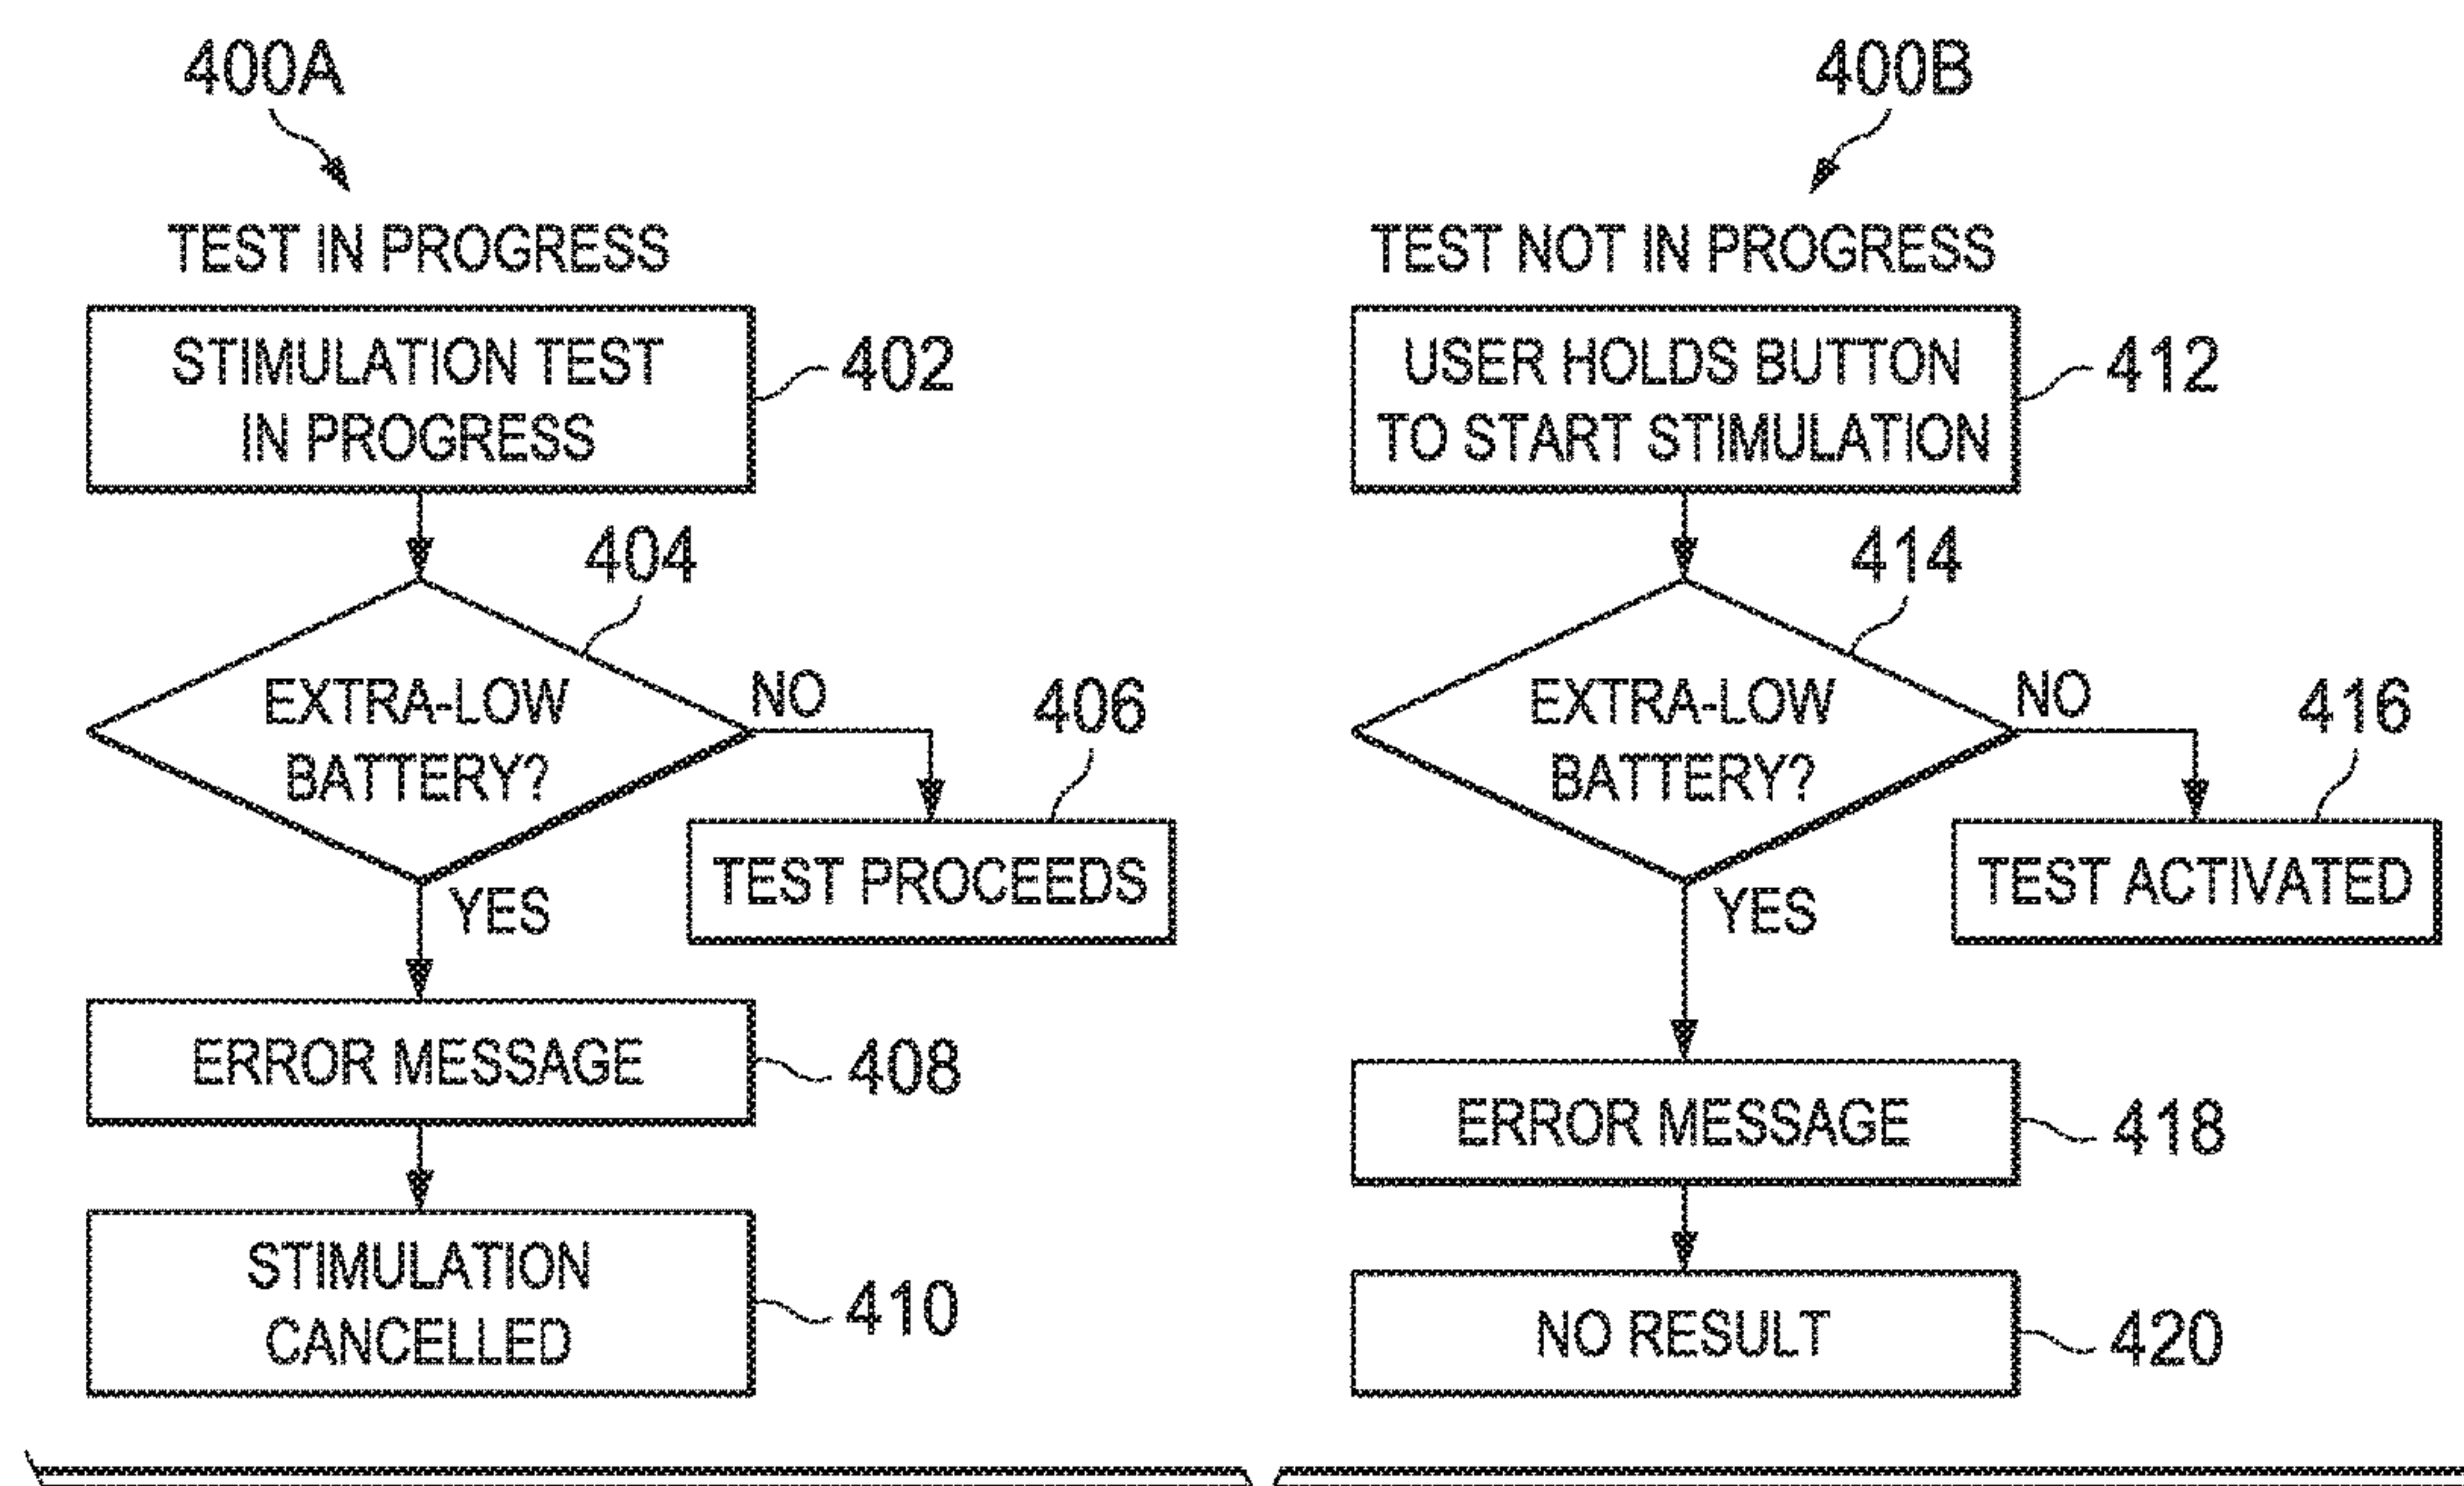 400A
TEST IN PROGRESS
STIMULATION TEST
IN PROGRESS
402
404
EXTRA-LOW
BATTERY?
NO
406
TEST PROCEEDS
YES
ERROR MESSAGE
408
STIMULATION
CANCELLED
410
400B
TEST NOT IN PROGRESS
USER HOLDS BUTTON
TO START STIMULATION
412
414
EXTRA-LOW
BATTERY?
NO
416
TEST ACTIVATED
YES
ERROR MESSAGE
418
NO RESULT
420